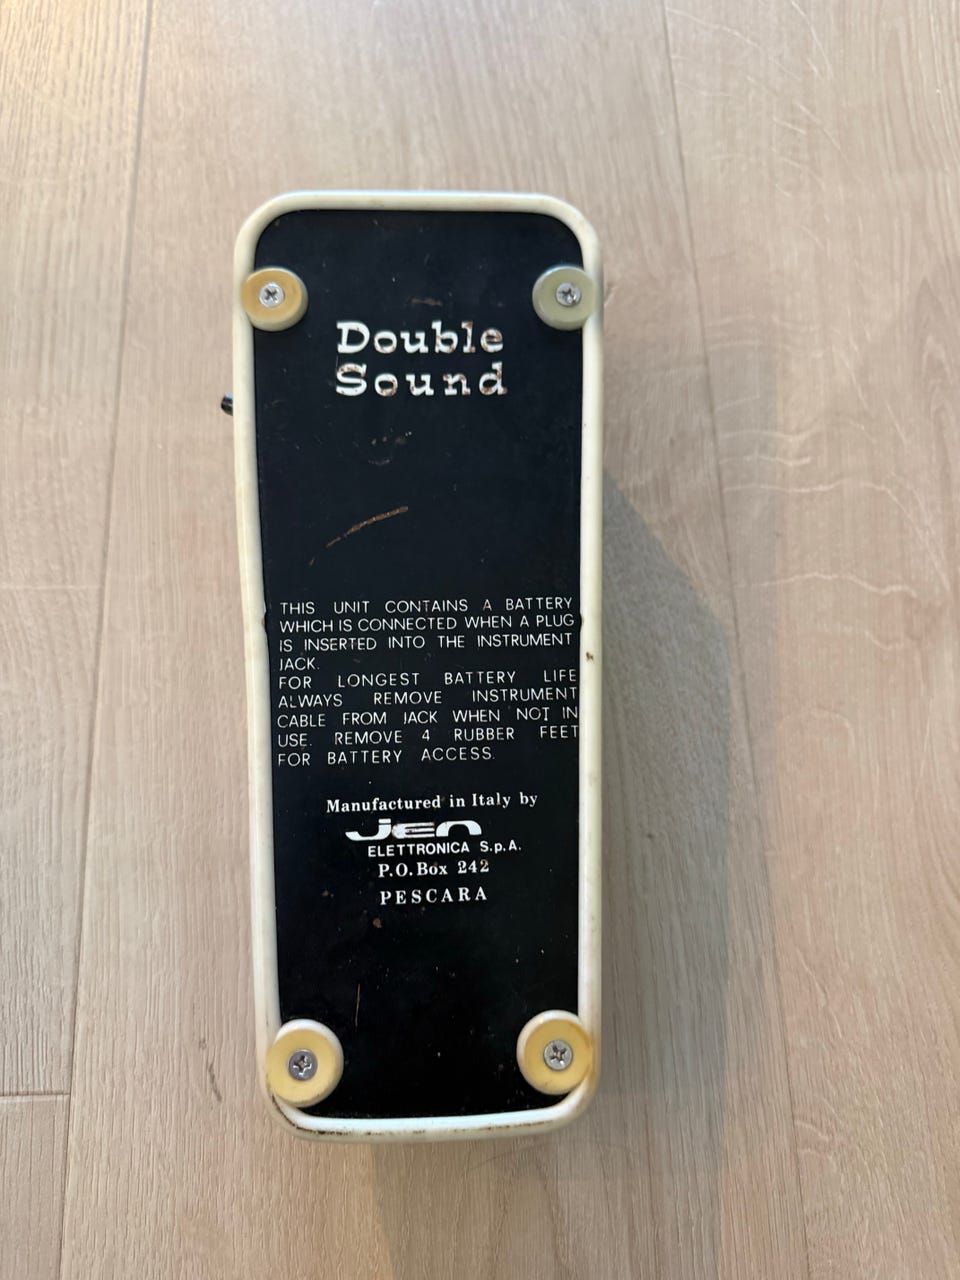 Double
Sound
THIS UNIT CONTAINS A BATTERY
WHICH IS CONNECTED WHEN A PLUG
IS INSERTED INTO THE INSTRUMENT
JACK.
FOR LONGEST BATTERY LIFE
ALWAYS REMOVE INSTRUMENT
CABLE FROM JACK WHEN NOT IN
USE. REMOVE 4 RUBBER FEET
FOR BATTERY ACCESS.
Manufactured in Italy by
Jen
ELETTRONICA S.p.A.
P.O. Box 242
PESCARA